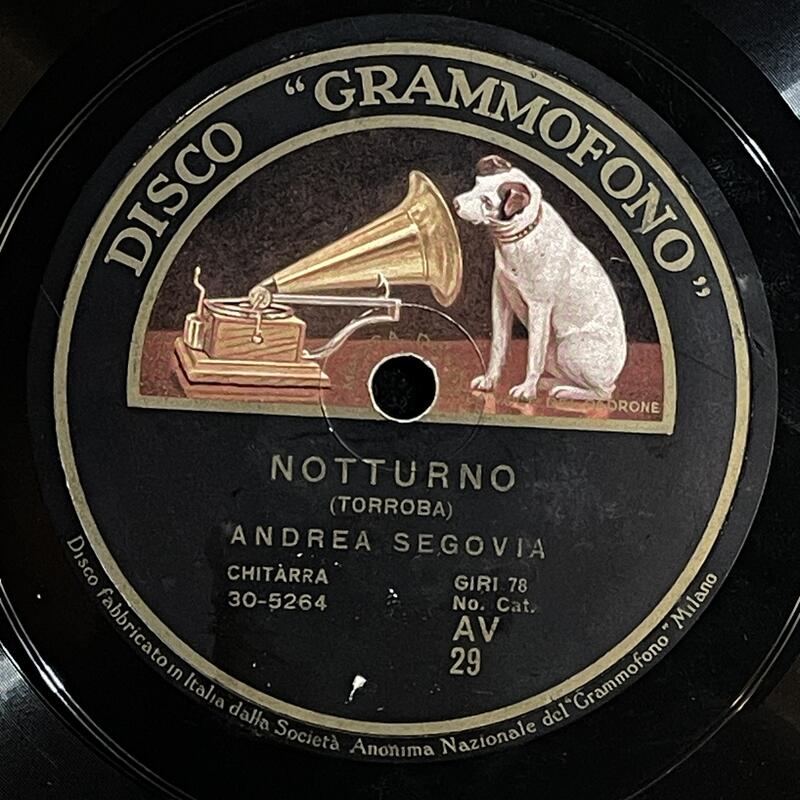 DISCO "GRAMMOFONO"
NOTTURNO
(TORROBA)
ANDREA SEGOVIA
CHITARRA
30-5264
GIRI 78
No. Cat.
AV
29
Disco fabbricato in Italia dalla Società Anonima Nazionale del "Grammofono" Milano